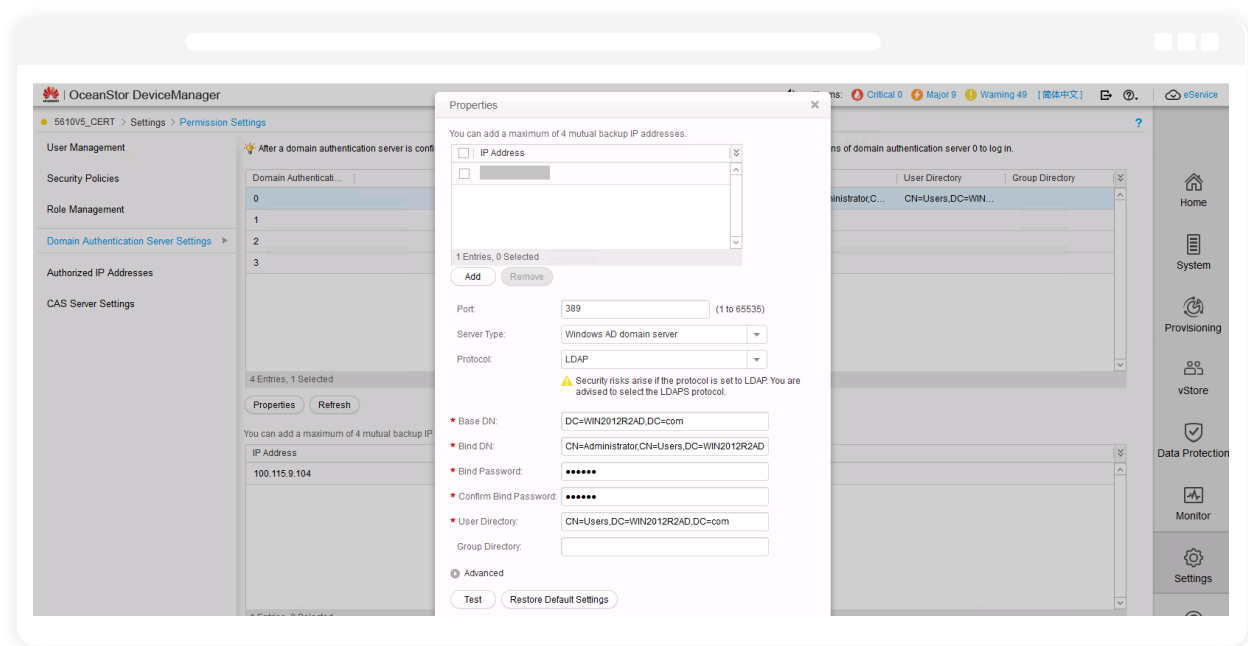 OceanStor DeviceManager
ms: Critical 0 Major 9 Warning 49 [简体中文] eService
5610V5_CERT > Settings > Permission Settings
User Management
Security Policies
Role Management
Domain Authentication Server Settings
Authorized IP Addresses
CAS Server Settings
After a domain authentication server is confi
ns of domain authentication server 0 to log in.
Domain Authenticati... User Directory Group Directory
0 ninistrator,C... CN=Users,DC=WIN...
1
2
3
4 Entries, 1 Selected
Properties Refresh
You can add a maximum of 4 mutual backup IP
IP Address
100.115.9.104
Properties
You can add a maximum of 4 mutual backup IP addresses.
IP Address
1 Entries, 0 Selected
Add Remove
Port: 389 (1 to 65535)
Server Type: Windows AD domain server
Protocol: LDAP
Security risks arise if the protocol is set to LDAP. You are
advised to select the LDAPS protocol.
* Base DN: DC=WIN2012R2AD,DC=com
* Bind DN: CN=Administrator,CN=Users,DC=WIN2012R2AD
* Bind Password: ●●●●●●
* Confirm Bind Password: ●●●●●●
* User Directory: CN=Users,DC=WIN2012R2AD,DC=com
Group Directory:
Advanced
Test Restore Default Settings
?
Home
System
Provisioning
vStore
Data Protection
Monitor
Settings